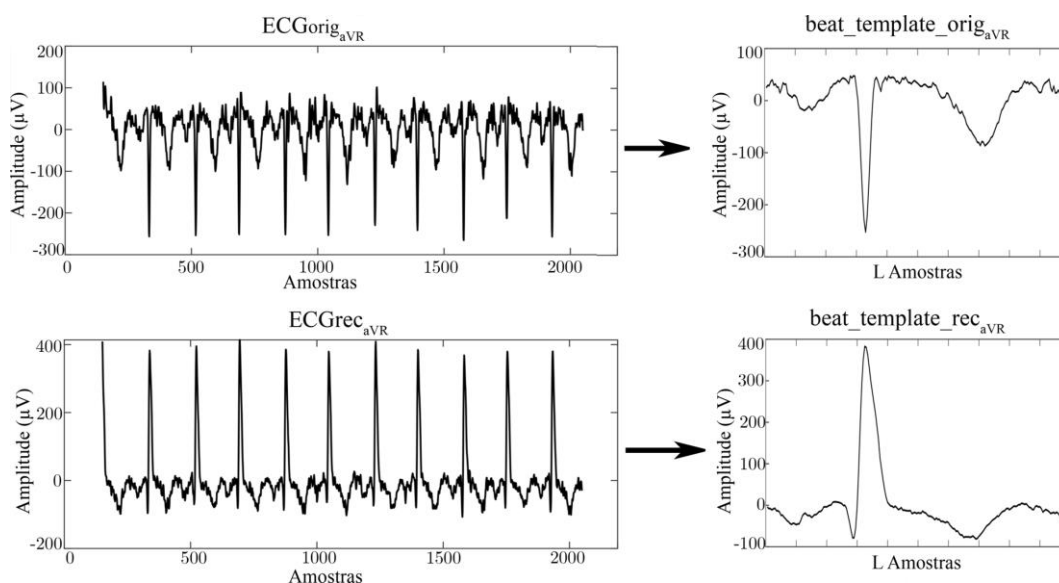 ECGorig_aVR
Amplitude (µV)
200
100
0
-100
-200
-300
0
500
1000
1500
2000
Amostras
beat_template_orig_aVR
Amplitude (µV)
100
0
-100
-200
-300
L Amostras
ECGrec_aVR
Amplitude (µV)
400
200
0
-200
0
500
1000
1500
2000
Amostras
beat_template_rec_aVR
Amplitude (µV)
400
300
200
100
0
-100
L Amostras